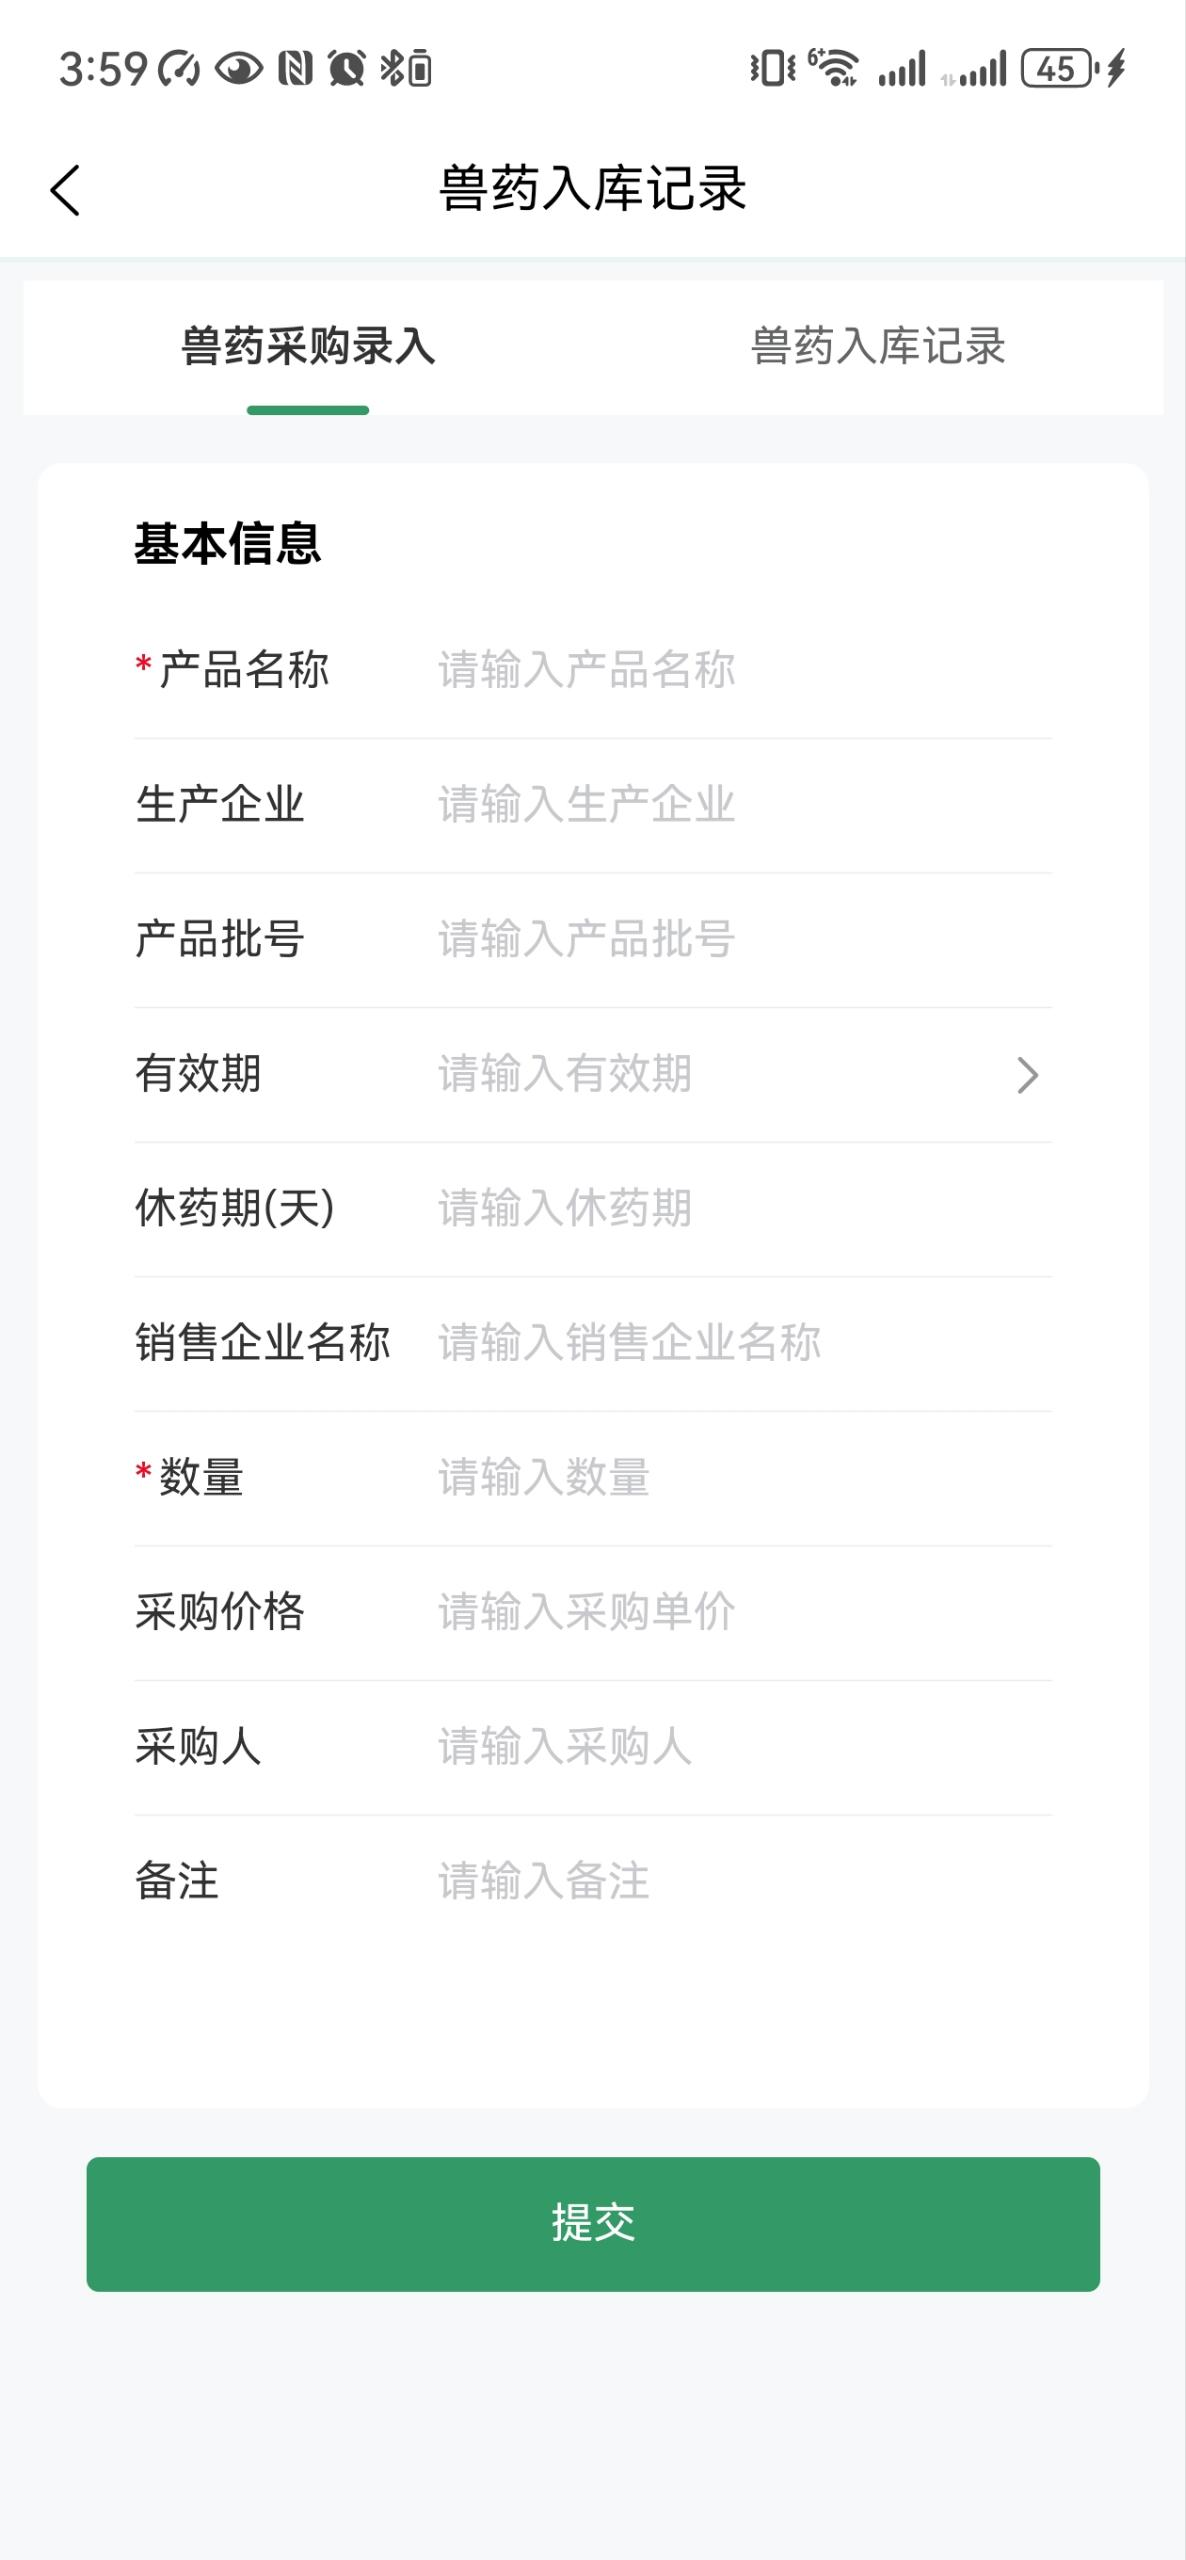 3:59
6+
45
兽药入库记录
兽药采购录入 兽药入库记录
基本信息
*产品名称 请输入产品名称
生产企业 请输入生产企业
产品批号 请输入产品批号
有效期 请输入有效期
休药期(天) 请输入休药期
销售企业名称 请输入销售企业名称
*数量 请输入数量
采购价格 请输入采购单价
采购人 请输入采购人
备注 请输入备注
提交